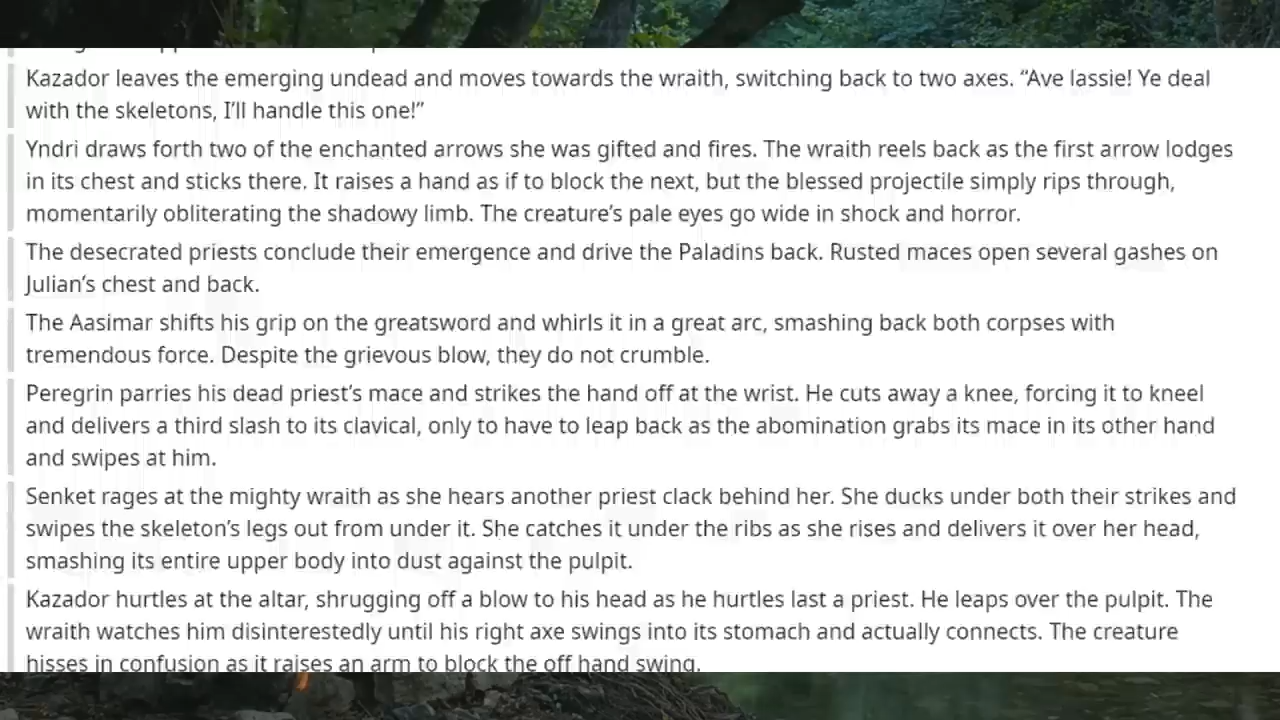 Kazador leaves the emerging undead and moves towards the wraith, switching back to two axes. “Ave lassie! Ye deal
with the skeletons, I’ll handle this one!”
Yndri draws forth two of the enchanted arrows she was gifted and fires. The wraith reels back as the first arrow lodges
in its chest and sticks there. It raises a hand as if to block the next, but the blessed projectile simply rips through,
momentarily obliterating the shadowy limb. The creature’s pale eyes go wide in shock and horror.
The desecrated priests conclude their emergence and drive the Paladins back. Rusted maces open several gashes on
Julian’s chest and back.
The Aasimar shifts his grip on the greatsword and whirls it in a great arc, smashing back both corpses with
tremendous force. Despite the grievous blow, they do not crumble.
Peregrin parries his dead priest’s mace and strikes the hand off at the wrist. He cuts away a knee, forcing it to kneel
and delivers a third slash to its clavical, only to have to leap back as the abomination grabs its mace in its other hand
and swipes at him.
Senket rages at the mighty wraith as she hears another priest clack behind her. She ducks under both their strikes and
swipes the skeleton’s legs out from under it. She catches it under the ribs as she rises and delivers it over her head,
smashing its entire upper body into dust against the pulpit.
Kazador hurtles at the altar, shrugging off a blow to his head as he hurtles last a priest. He leaps over the pulpit. The
wraith watches him disinterestedly until his right axe swings into its stomach and actually connects. The creature
hisses in confusion as it raises an arm to block the off hand swing.